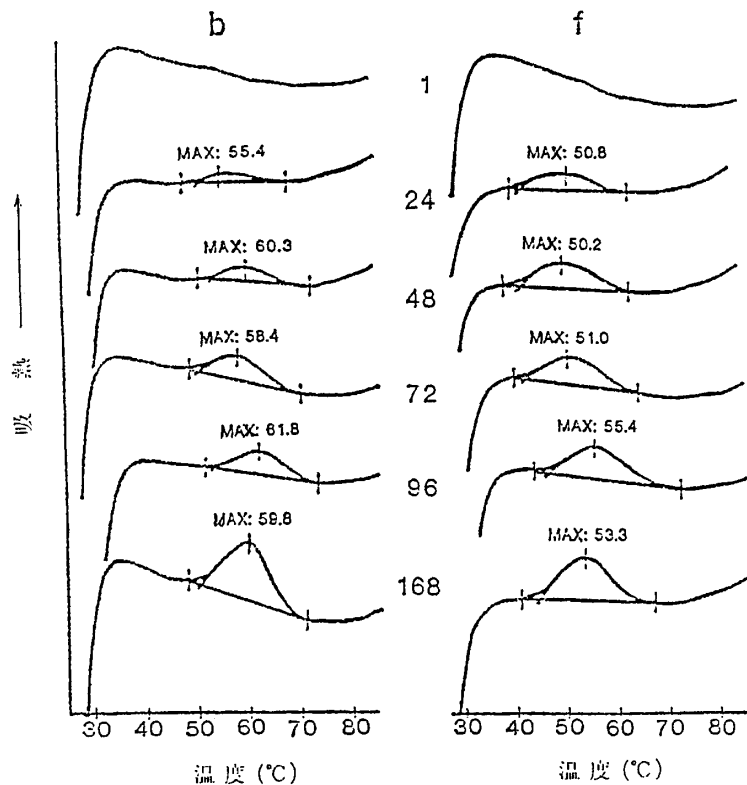 b f
1
MAX: 55.4 MAX: 50.8
24
MAX: 60.3 MAX: 50.2
48
MAX: 58.4 MAX: 51.0
72
MAX: 61.8 MAX: 55.4
96
MAX: 59.8 MAX: 53.3
168
吸熱
30 40 50 60 70 80 30 40 50 60 70 80
温度(℃) 温度(℃)